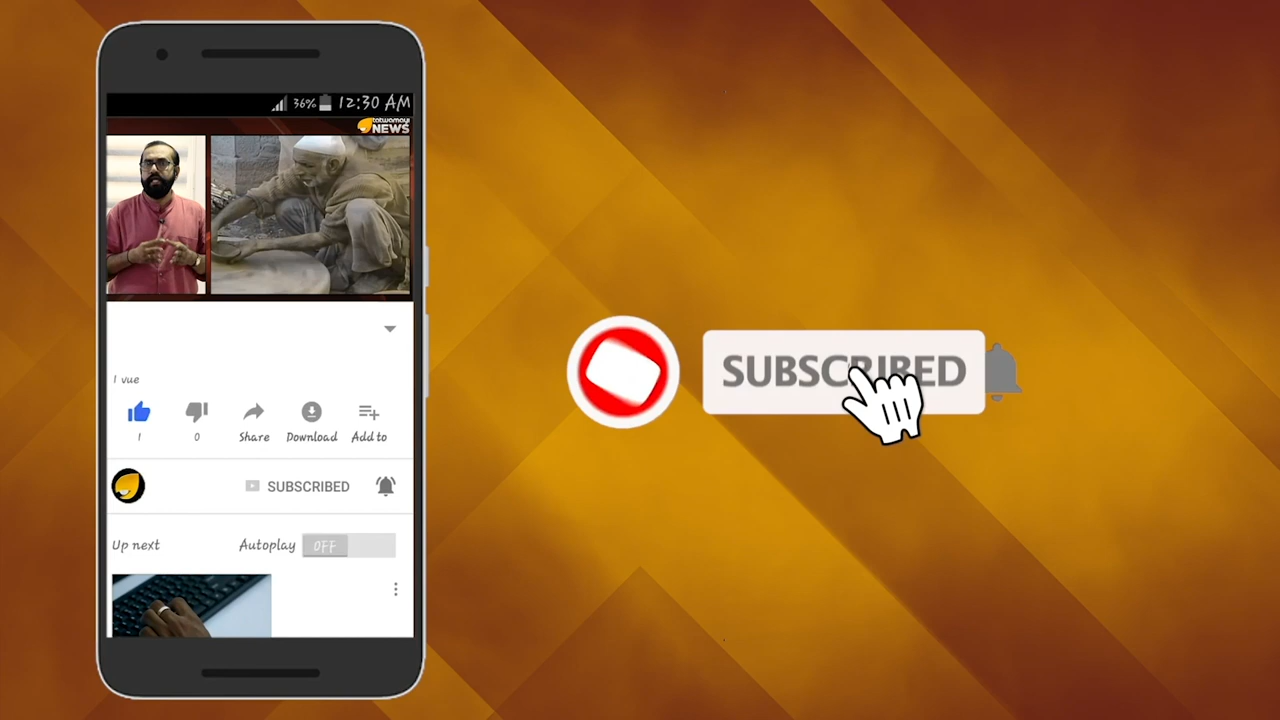 36% 12:30 AM
tatwamayi
NEWS
1 vue
1
0
Share
Download
Add to
SUBSCRIBED
Up next
Autoplay
OFF
SUBSCRIBED